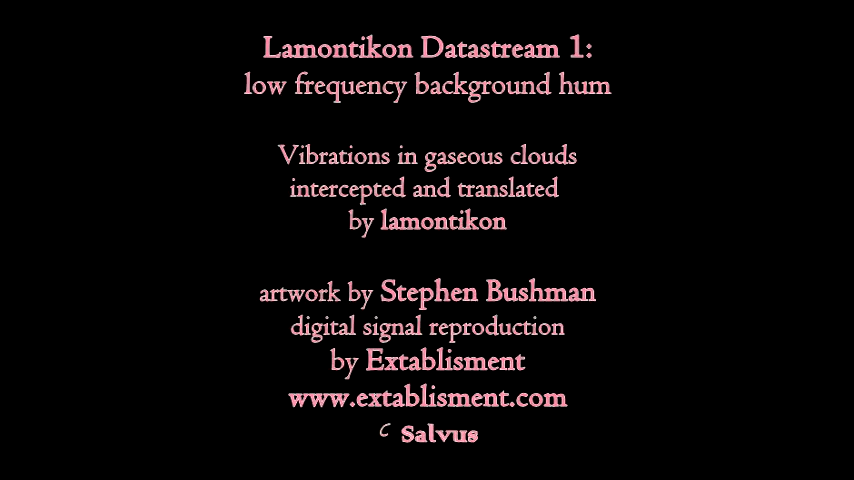 Lamontikon Datastream 1:
low frequency background hum
Vibrations in gaseous clouds
intercepted and translated
by lamontikon
artwork by Stephen Bushman
digital signal reproduction
by Extablisment
www.extablisment.com
c Salvus